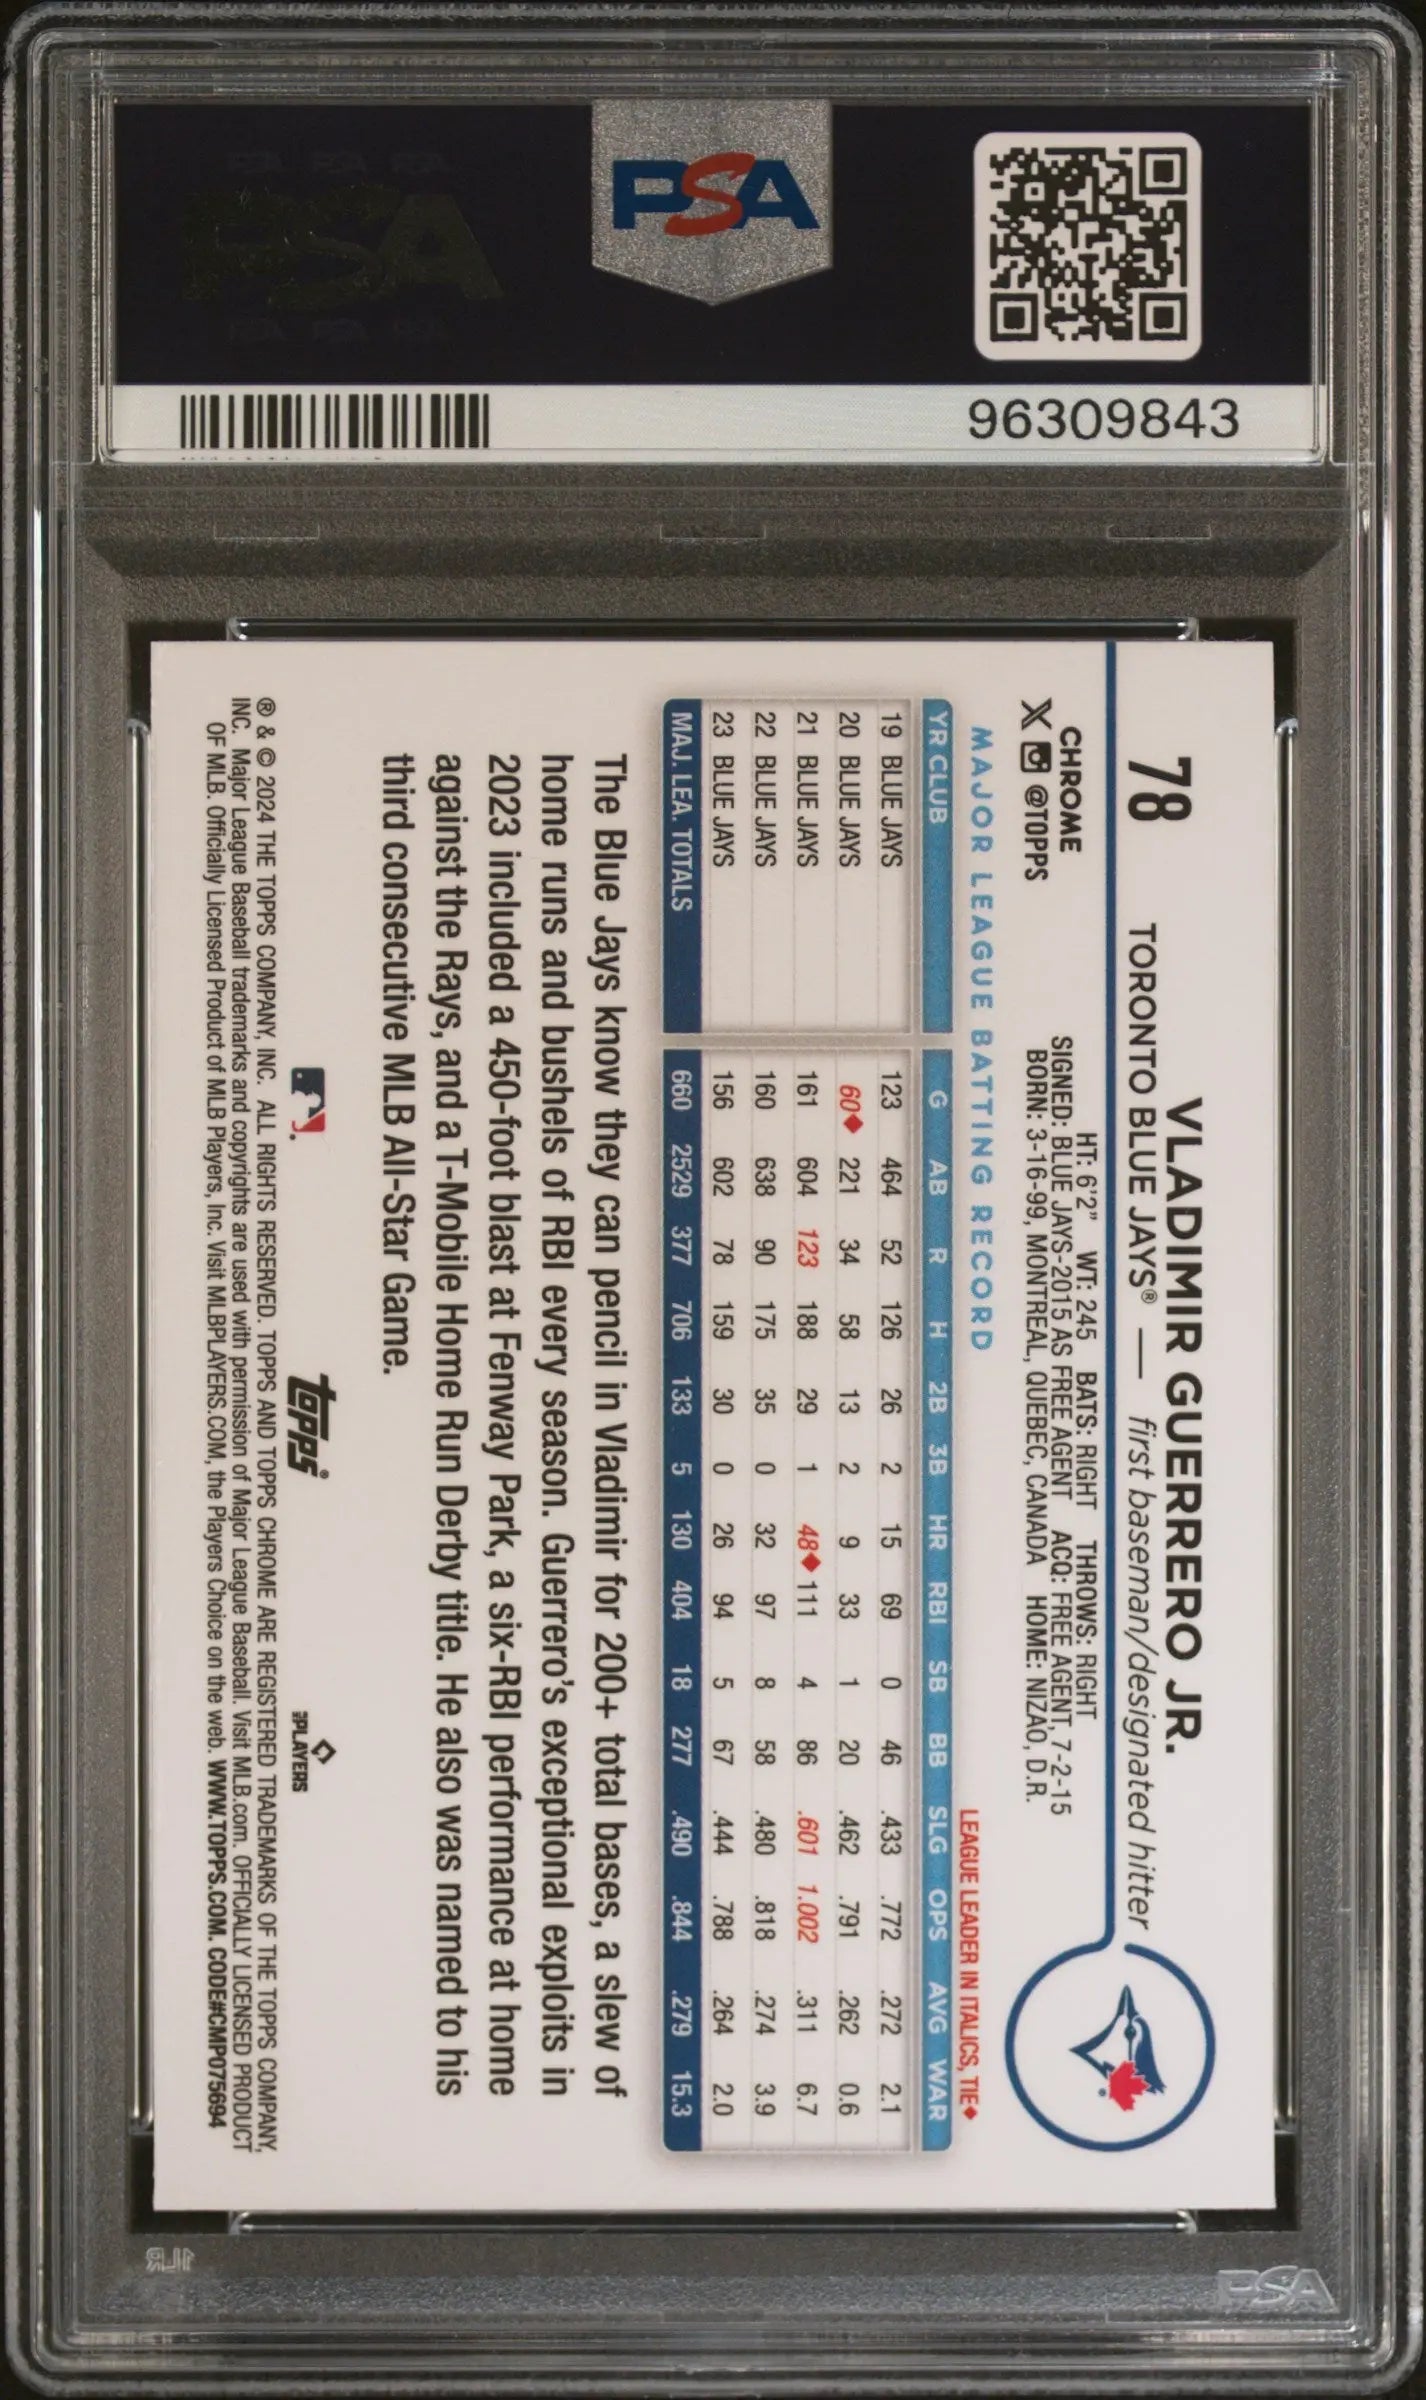 PSA
96309843
78
VLADIMIR GUERRERO JR.
TORONTO BLUE JAYS® — first baseman/designated hitter
CHROME
X @TOPPS
HT: 6'2" WT: 245 BATS: RIGHT THROWS: RIGHT
SIGNED: BLUE JAYS-2015 AS FREE AGENT ACQ: FREE AGENT, 7-2-15
BORN: 3-16-99, MONTREAL, QUEBEC, CANADA HOME: NIZAO, D.R.
MAJOR LEAGUE BATTING RECORD
LEAGUE LEADER IN ITALICS, TIE♦
YR CLUB G AB R H 2B 3B HR RBI SB BB SLG OPS AVG WAR
19 BLUE JAYS 123 464 52 126 26 2 15 69 0 46 .433 .772 .272 2.1
20 BLUE JAYS 60♦ 221 34 58 13 2 9 33 1 20 .462 .791 .262 0.6
21 BLUE JAYS 161 604 123 188 29 1 48♦ 111 4 86 .601 1.002 .311 6.7
22 BLUE JAYS 160 638 90 175 35 0 32 97 8 58 .480 .818 .274 3.9
23 BLUE JAYS 156 602 78 159 30 0 26 94 5 67 .444 .788 .264 2.0
MAJ. LEA. TOTALS 660 2529 377 706 133 5 130 404 18 277 .490 .844 .279 15.3
The Blue Jays know they can pencil in Vladimir for 200+ total bases, a slew of
home runs and bushels of RBI every season. Guerrero's exceptional exploits in
2023 included a 450-foot blast at Fenway Park, a six-RBI performance at home
against the Rays, and a T-Mobile Home Run Derby title. He also was named to his
third consecutive MLB All-Star Game.
topps®
PLAYERS
® & © 2024 THE TOPPS COMPANY, INC. ALL RIGHTS RESERVED. TOPPS AND TOPPS CHROME ARE REGISTERED TRADEMARKS OF THE TOPPS COMPANY,
INC. Major League Baseball trademarks and copyrights are used with permission of Major League Baseball. Visit MLB.com. OFFICIALLY LICENSED PRODUCT
OF MLB. Officially Licensed Product of MLB Players, Inc. Visit MLBPLAYERS.COM, the Players Choice on the web. WWW.TOPPS.COM. CODE#CMP075694
PSA